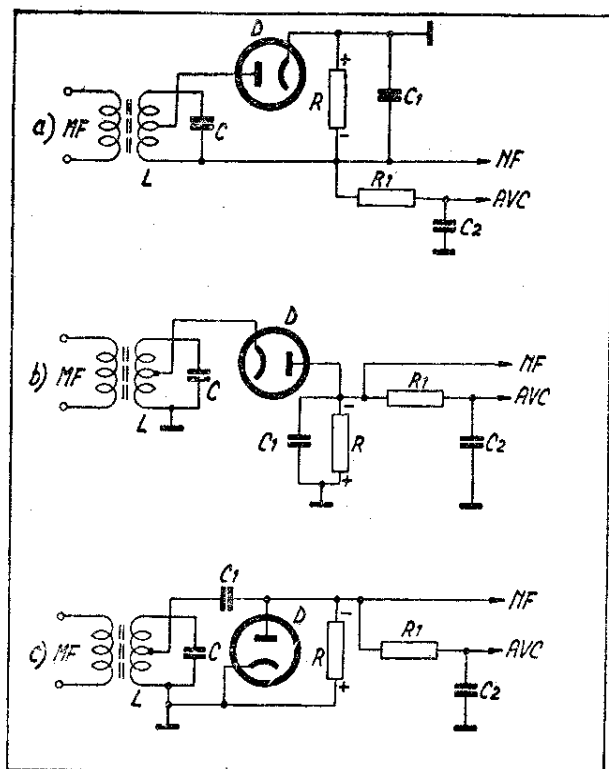 D
+
R
C1
a) MF
C
-
NF
L
R1
AVC
C2
D
b) MF
C
NF
-
R1
AVC
L
C1
R
C2
+
C1
NF
D
-
c) MF
C
R
R1
AVC
+
L
C2